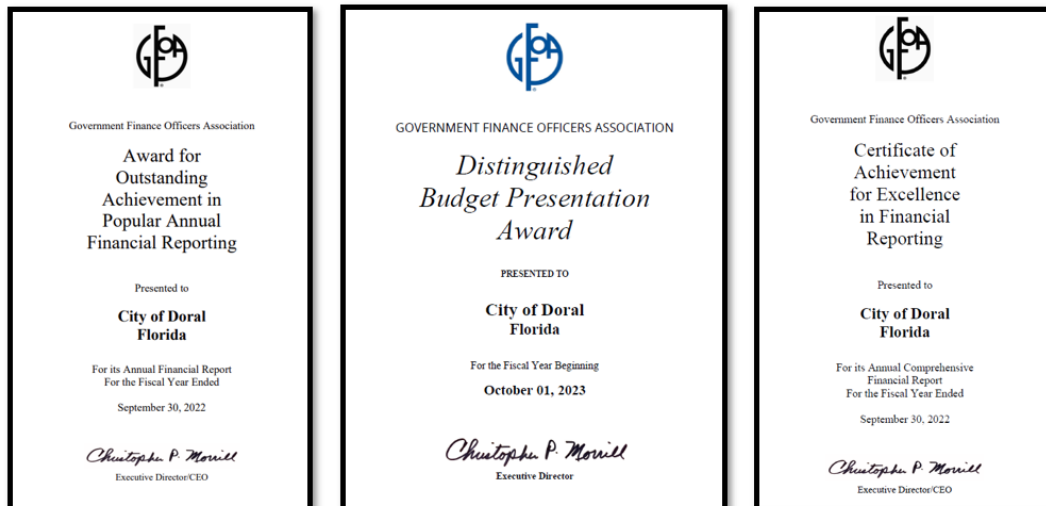 GFOA
Government Finance Officers Association
Award for
Outstanding
Achievement in
Popular Annual
Financial Reporting
Presented to
City of Doral
Florida
For its Annual Financial Report
For the Fiscal Year Ended
September 30, 2022
Christopher P. Morrill
Executive Director/CEO
GFOA
GOVERNMENT FINANCE OFFICERS ASSOCIATION
Distinguished
Budget Presentation
Award
PRESENTED TO
City of Doral
Florida
For the Fiscal Year Beginning
October 01, 2023
Christopher P. Morrill
Executive Director
GFOA
Government Finance Officers Association
Certificate of
Achievement
for Excellence
in Financial
Reporting
Presented to
City of Doral
Florida
For its Annual Comprehensive
Financial Report
For the Fiscal Year Ended
September 30, 2022
Christopher P. Morrill
Executive Director/CEO